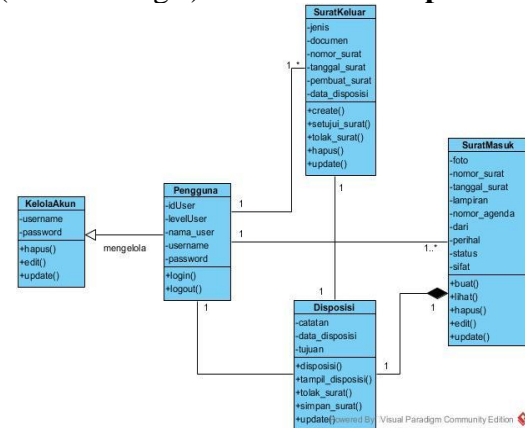 SuratKeluar
-jenis
-documen
-nomor_surat
-tanggal_surat
-pembuat_surat
-data_disposisi
+create()
+setujui_surat()
+tolak_surat()
+hapus()
+update()
1..*
1
SuratMasuk
-foto
-nomor_surat
-tanggal_surat
-lampiran
-nomor_agenda
-dari
-perihal
-status
-sifat
+buat()
+lihat()
+hapus()
+edit()
+update()
KelolaAkun
-username
-password
+hapus()
+edit()
+update()
mengelola
Pengguna
-idUser
-levelUser
-nama_user
-username
-password
+login()
+logout()
1
1
1..*
1
1
1
Disposisi
-catatan
-data_disposisi
-tujuan
+disposisi()
+tampil_disposisi()
+tolak_surat()
+simpan_surat()
+update()
1
1
Powered By Visual Paradigm Community Edition